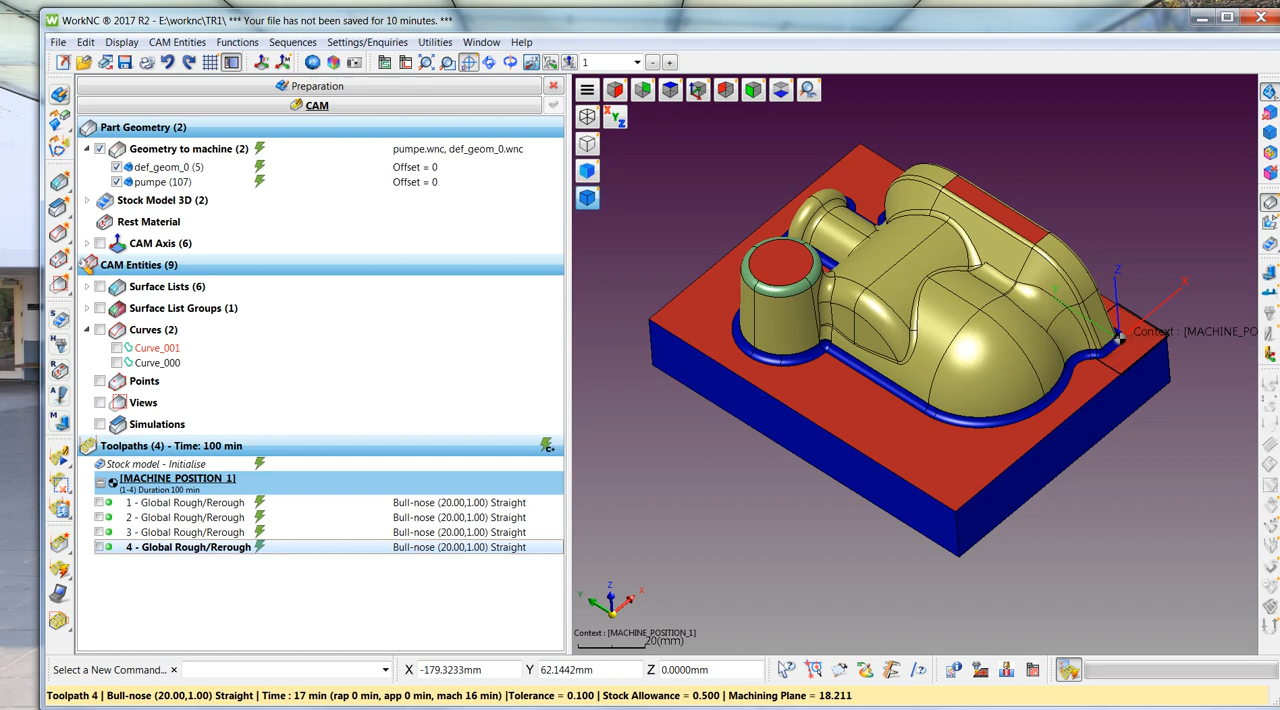 WorkNC ® 2017 R2 - E:\worknc\TR1\ *** Your file has not been saved for 10 minutes. ***
File Edit Display CAM Entities Functions Sequences Settings/Enquiries Utilities Window Help
1
Preparation
CAM
Part Geometry (2)
Geometry to machine (2) pumpe.wnc, def_geom_0.wnc
def_geom_0 (5) Offset = 0
pumpe (107) Offset = 0
Stock Model 3D (2)
Rest Material
CAM Axis (6)
CAM Entities (9)
Surface Lists (6)
Surface List Groups (1)
Curves (2)
Curve_001
Curve_000
Points
Views
Simulations
Toolpaths (4) - Time: 100 min
Stock model - Initialise
[MACHINE_POSITION_1]
(1-4) Duration 100 min
1 - Global Rough/Rerough Bull-nose (20.00,1.00) Straight
2 - Global Rough/Rerough Bull-nose (20.00,1.00) Straight
3 - Global Rough/Rerough Bull-nose (20.00,1.00) Straight
4 - Global Rough/Rerough Bull-nose (20.00,1.00) Straight
X
Y Z
Z
X
Y
Context : [MACHINE_PO
Z
Y X
Context : [MACHINE_POSITION_1]
20(mm)
Select a New Command... X -179.3233mm Y 62.1442mm Z 0.0000mm
Toolpath 4 | Bull-nose (20.00,1.00) Straight | Time : 17 min (rap 0 min, app 0 min, mach 16 min) |Tolerance = 0.100 | Stock Allowance = 0.500 | Machining Plane = 18.211